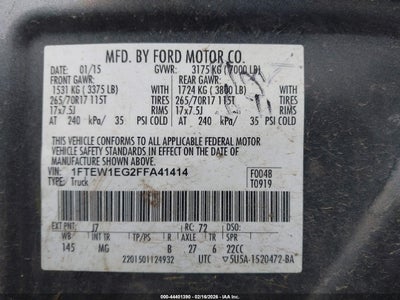 MFD. BY FORD MOTOR CO.
DATE: 01/15 GVWR: 3175 KG (7000 LB)
FRONT GAWR: REAR GAWR:
1531 KG (3375 LB) WITH 1724 KG (3800 LB) WITH
265/70R17 115T TIRES 265/70R17 115T TIRES
17x7.5J RIMS 17x7.5J RIMS
AT 240 kPa/ 35 PSI COLD AT 240 kPa/ 35 PSI COLD
THIS VEHICLE CONFORMS TO ALL APPLICABLE FEDERAL MOTOR
VEHICLE SAFETY STANDARDS IN EFFECT ON THE DATE OF
MANUFACTURE SHOWN ABOVE.
VIN: 1FTEW1EG2FFA41414 F0048
TYPE: Truck T0919
EXT PNT: J7 RC: 72 DSO:
WB INT TR TP/PS R AXLE TR SPR
145 MG B 27 6 22CC
2201501124932 UTC 5U5A-1520472-BA
000-44401390 - 02/16/2026 - IAA Inc.